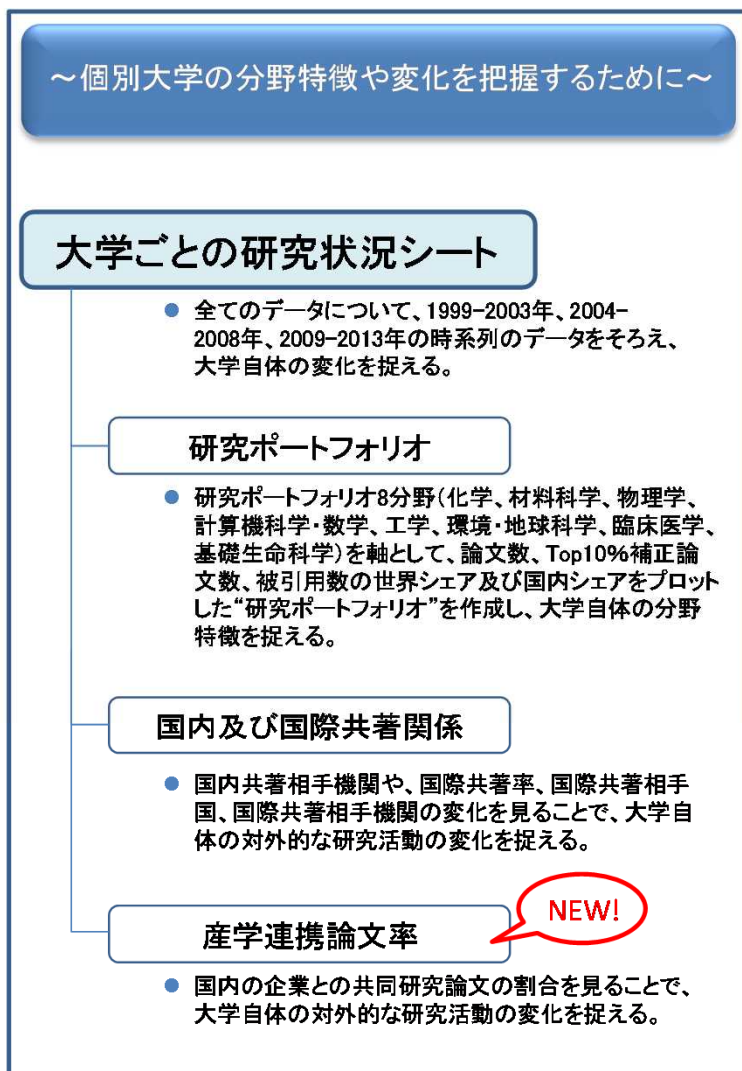 ～個別大学の分野特徴や変化を把握するために～
大学ごとの研究状況シート
● 全てのデータについて、1999-2003年、2004-
2008年、2009-2013年の時系列のデータをそろえ、
大学自体の変化を捉える。
研究ポートフォリオ
● 研究ポートフォリオ8分野(化学、材料科学、物理学、
計算機科学・数学、工学、環境・地球科学、臨床医学、
基礎生命科学)を軸として、論文数、Top10%補正論
文数、被引用数の世界シェア及び国内シェアをプロット
した“研究ポートフォリオ”を作成し、大学自体の分野
特徴を捉える。
国内及び国際共著関係
● 国内共著相手機関や、国際共著率、国際共著相手
国、国際共著相手機関の変化を見ることで、大学自
体の対外的な研究活動の変化を捉える。
NEW!
産学連携論文率
● 国内の企業との共同研究論文の割合を見ることで、
大学自体の対外的な研究活動の変化を捉える。